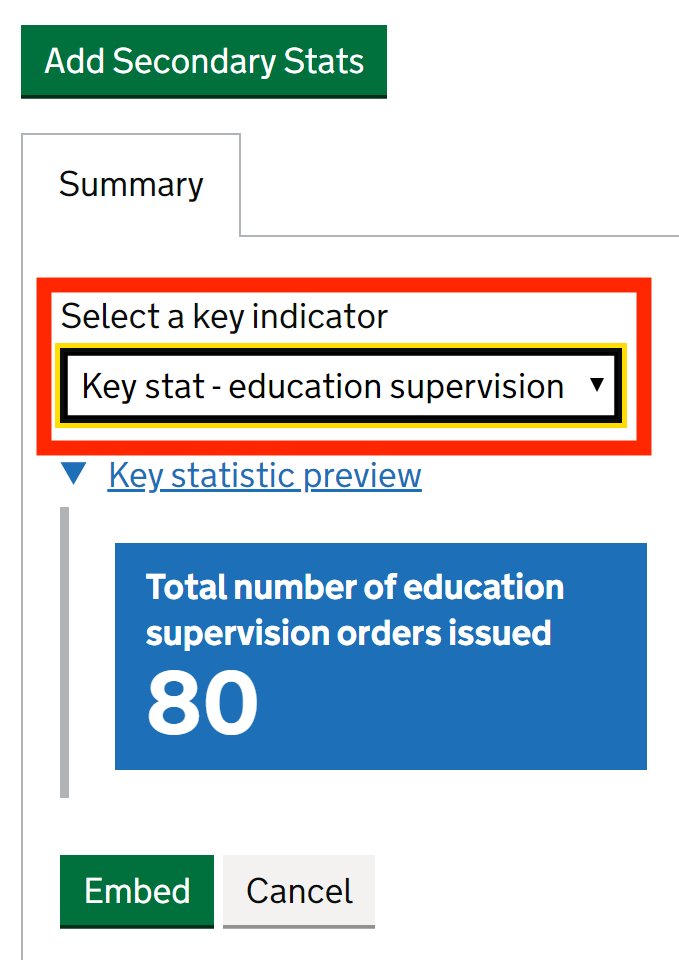 Add Secondary Stats
Summary
Select a key indicator
Key stat - education supervision
Key statistic preview
Total number of education
supervision orders issued
80
Embed
Cancel